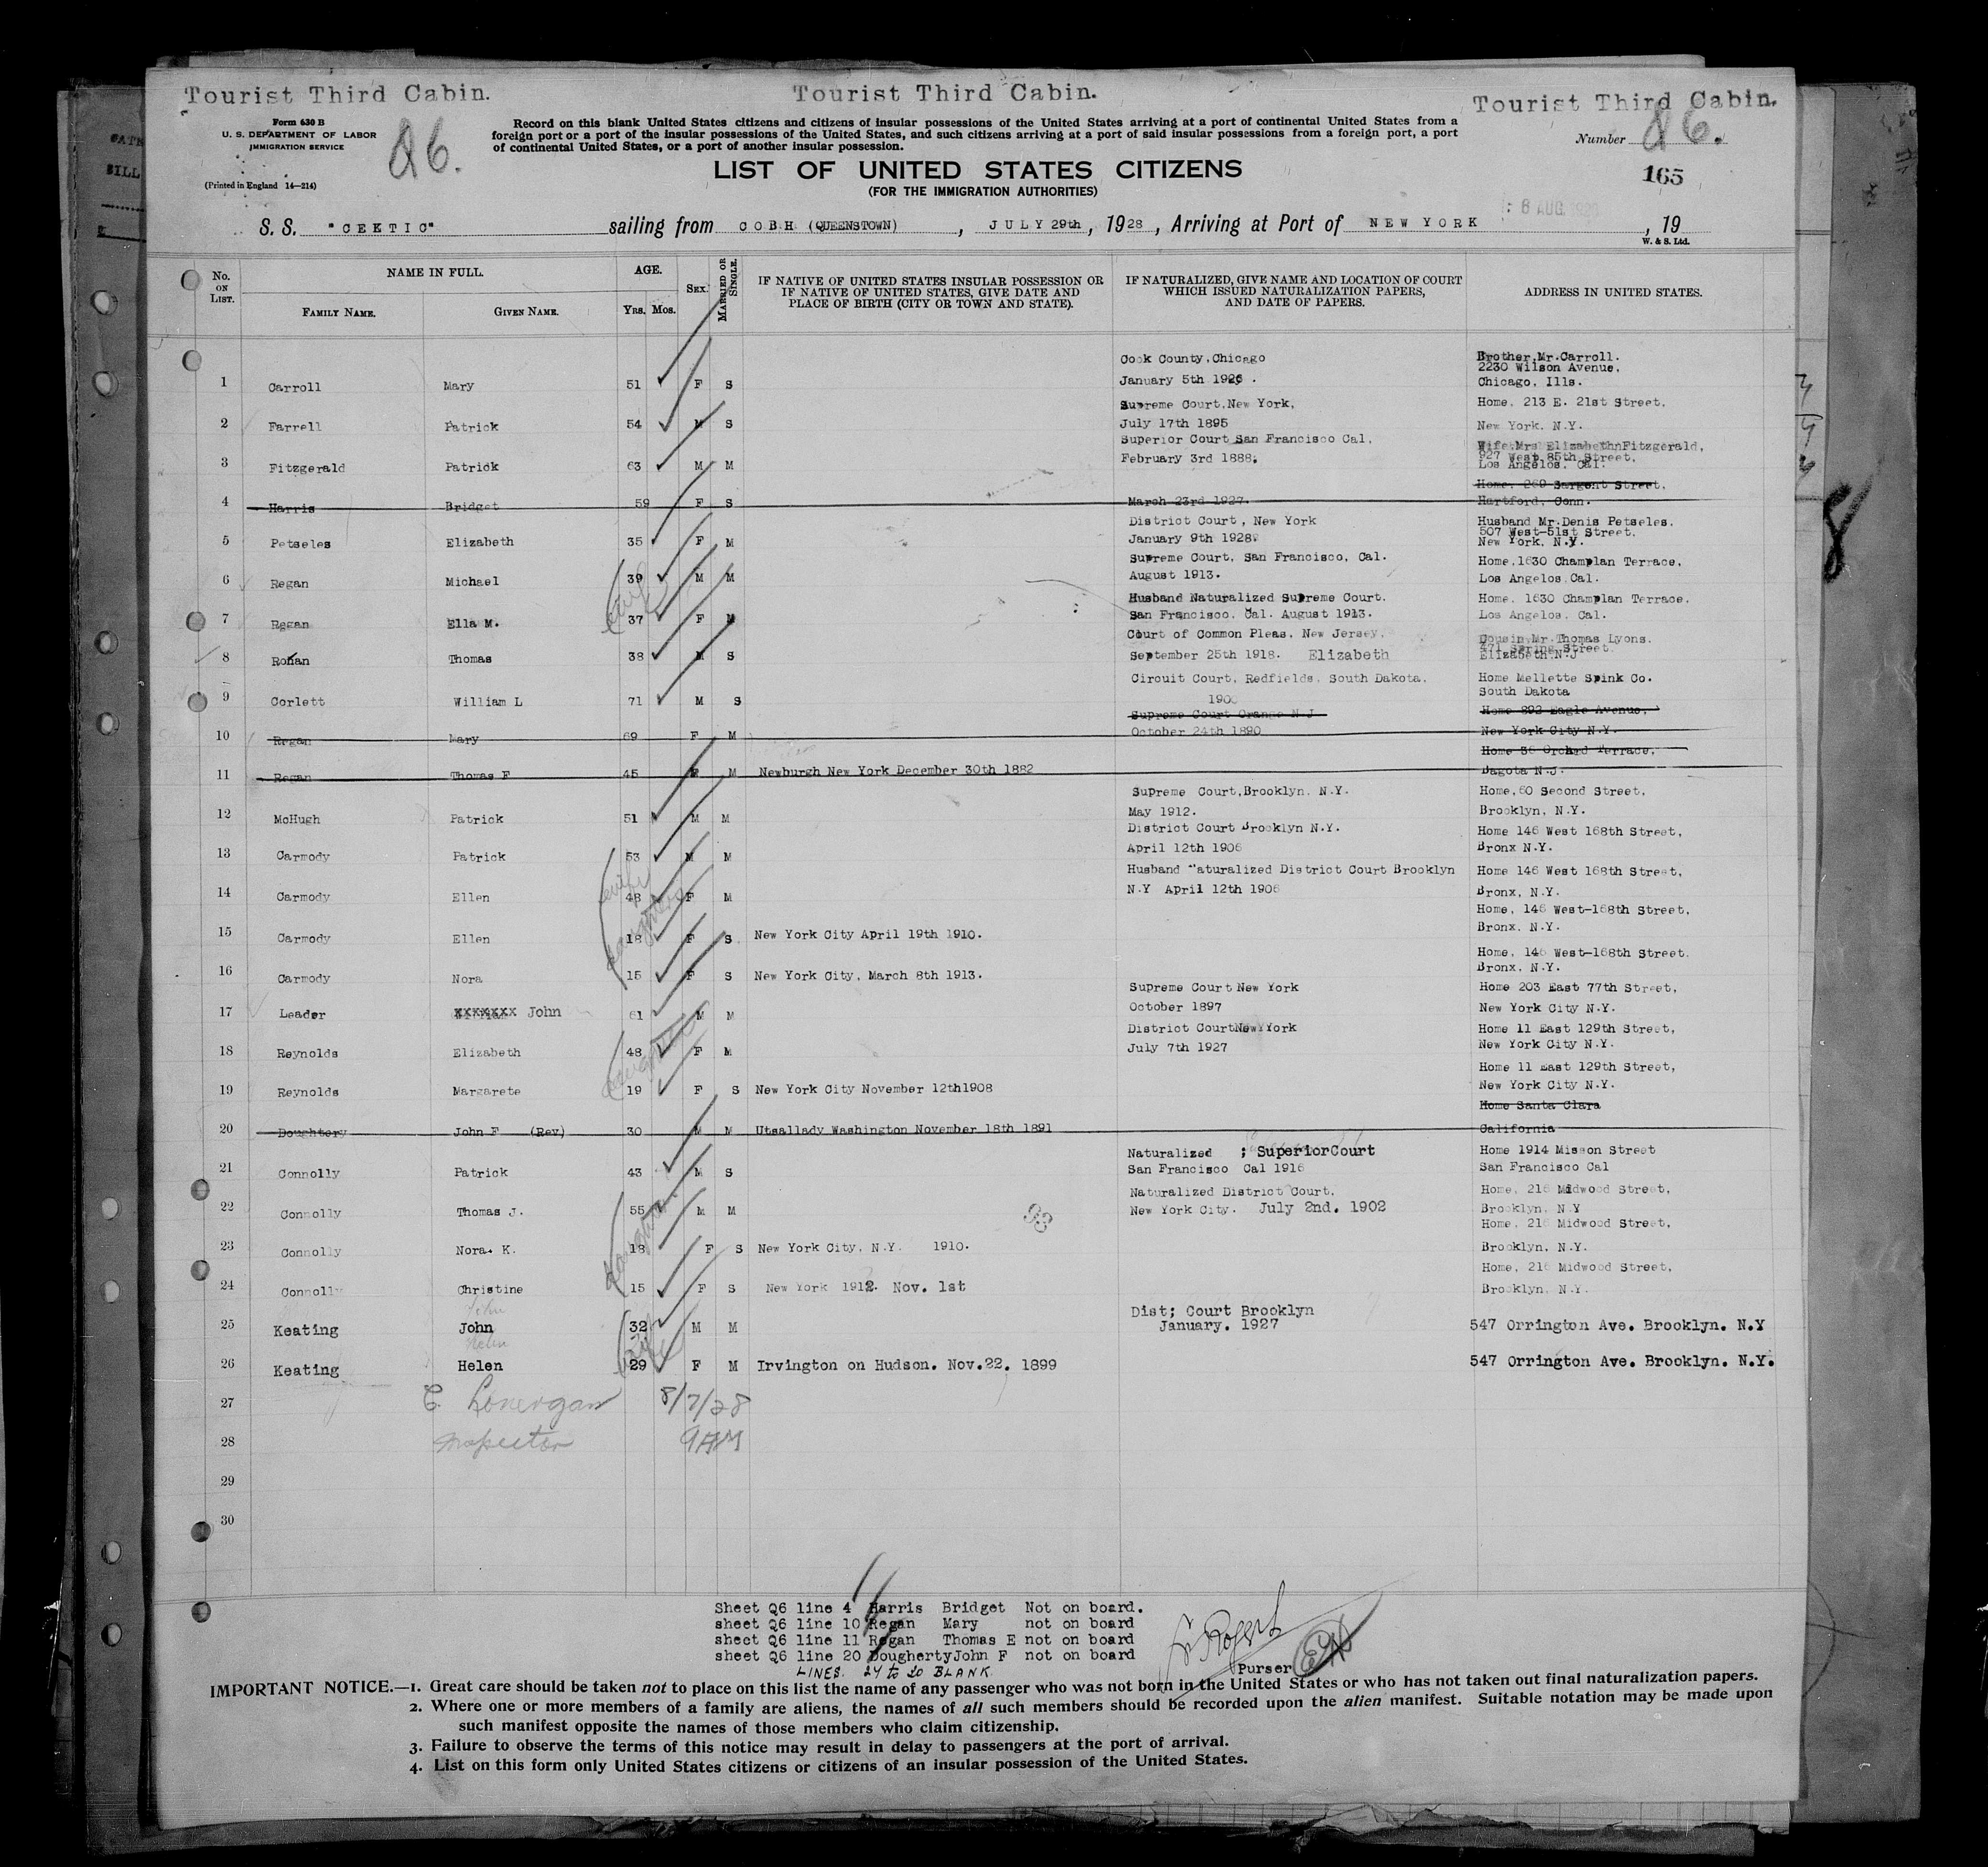 Tourist Third Cabin. Tourist Third Cabin. Tourist Third Cabin.
Form 630 B
U. S. DEPARTMENT OF LABOR
IMMIGRATION SERVICE
(Printed in England 14—214)
Q6.
Record on this blank United States citizens and citizens of insular possessions of the United States arriving at a port of continental United States from a
foreign port or a port of the insular possessions of the United States, and such citizens arriving at a port of said insular possessions from a foreign port, a port
of continental United States, or a port of another insular possession.
Number Q6.
165
LIST OF UNITED STATES CITIZENS
(FOR THE IMMIGRATION AUTHORITIES)
S. S. "CEKTIC" sailing from COBH (QUEENSTOWN), JULY 29th, 1928, Arriving at Port of NEW YORK 8 AUG, 19
W. & S. Ltd.
No. ON LIST. NAME IN FULL. FAMILY NAME. GIVEN NAME. AGE. Yrs. Mos. SEX. MARRIED OR SINGLE.
IF NATIVE OF UNITED STATES INSULAR POSSESSION OR
IF NATIVE OF UNITED STATES, GIVE DATE AND
PLACE OF BIRTH (CITY OR TOWN AND STATE).
IF NATURALIZED, GIVE NAME AND LOCATION OF COURT
WHICH ISSUED NATURALIZATION PAPERS,
AND DATE OF PAPERS.
ADDRESS IN UNITED STATES.
Cook County, Chicago Brother, Mr. Carroll.
2230 Wilson Avenue,
1 Carroll Mary 51 F S January 5th 1926. Chicago, Ills.
Supreme Court, New York, Home, 213 E. 21st Street,
2 Farrell Patrick 54 M S July 17th 1895 New York. N.Y.
Superior Court San Francisco Cal, Wife, Mrs Elizabeth Fitzgerald,
927 West 85th Street,
3 Fitzgerald Patrick 63 M M February 3rd 1888. Los Angelos. Cal.
Home. 269 Sargent Street,
4 Harris Bridget 59 F S March 23rd 1927. Hartford, Conn.
District Court, New York Husband Mr. Denis Petseles.
507 West-51st Street,
5 Petseles Elizabeth 35 F M January 9th 1928. New York, N.Y.
Supreme Court, San Francisco, Cal. Home, 1630 Champlan Terrace,
6 Regan Michael 39 M M August 1913. Los Angelos, Cal.
wife
Husband Naturalized Supreme Court. Home, 1630 Champlan Terrace,
7 Regan Ella M. 37 F M San Francisco, Cal. August 1913. Los Angelos, Cal.
Court of Common Pleas, New Jersey, Cousin Mr. Thomas Lyons.
471 Spring Street
8 Rohan Thomas 38 M S September 25th 1918. Elizabeth Elizabeth N.J
Circuit Court, Redfields, South Dakota, Home Mellette Spink Co.
South Dakota
9 Corlett William L 71 M S 190
Supreme Court Orange N J Home 892 Eagle Avenue,
10 Regan Mary 69 F M October 24th 1890 New York City N.Y.
Home 36 Orchard Terrace,
11 Regan Thomas F 45 M Newburgh New York December 30th 1882 Bagota N.J.
Supreme Court, Brooklyn, N.Y. Home, 60 Second Street,
12 McHugh Patrick 51 M M May 1912. Brooklyn, N.Y.
District Court Brooklyn N.Y. Home 146 West 168th Street,
13 Carmody Patrick 53 M M April 12th 1906 Bronx N.Y.
wife
Husband Naturalized District Court Brooklyn Home 146 West 168th Street,
14 Carmody Ellen 48 F M N.Y April 12th 1906 Bronx, N.Y.
daughters
Home, 146 West-168th Street,
15 Carmody Ellen 18 F S New York City April 19th 1910. Bronx, N.Y.
Home, 146 West-168th Street.
16 Carmody Nora 15 F S New York City, March 8th 1913. Bronx, N.Y.
Supreme Court New York Home 203 East 77th Street,
17 Leader xxxxxxx John 61 M M October 1897 New York City N.Y.
District Court New York Home 11 East 129th Street,
18 Reynolds Elizabeth 48 F M July 7th 1927 New York City N.Y.
daughter
Home 11 East 129th Street,
19 Reynolds Margarete 19 F S New York City November 12th1908 New York City N.Y.
Home Santa Clara
20 Doughtery John F (Rev) 30 M M Utsallady Washington November 18th 1891 California
Naturalized ; Superior Court Home 1914 Misson Street
21 Connolly Patrick 43 M S San Francisco Cal 1916 San Francisco Cal
Naturalized District Court, Home, 216 Midwood Street,
22 Connolly Thomas J. 55 M M New York City. July 2nd. 1902 Brooklyn, N.Y
daughters
Home, 216 Midwood Street,
23 Connolly Nora. K. 18 F S New York City, N.Y. 1910. Brooklyn, N.Y.
Home, 216 Midwood Street,
24 Connolly Christine 15 F S New York 1912. Nov. 1st Brooklyn, N.Y.
John
Dist; Court Brooklyn
25 Keating John 32 M M January. 1927 547 Orrington Ave. Brooklyn. N.Y
Helen
wife
26 Keating Helen 29 F M Irvington on Hudson. Nov.22. 1899 547 Orrington Ave. Brooklyn. N.Y.
27 E. Lonergan 8/7/28
28 Inspector 9 AM
29
30
Sheet Q6 line 4 Harris Bridget Not on board.
sheet Q6 line 10 Regan Mary not on board
sheet Q6 line 11 Regan Thomas E not on board
sheet Q6 line 20 Dougherty John F not on board
Purser
LINES. 27 to 30 BLANK.
IMPORTANT NOTICE.—1. Great care should be taken not to place on this list the name of any passenger who was not born in the United States or who has not taken out final naturalization papers.
2. Where one or more members of a family are aliens, the names of all such members should be recorded upon the alien manifest. Suitable notation may be made upon
such manifest opposite the names of those members who claim citizenship.
3. Failure to observe the terms of this notice may result in delay to passengers at the port of arrival.
4. List on this form only United States citizens or citizens of an insular possession of the United States.